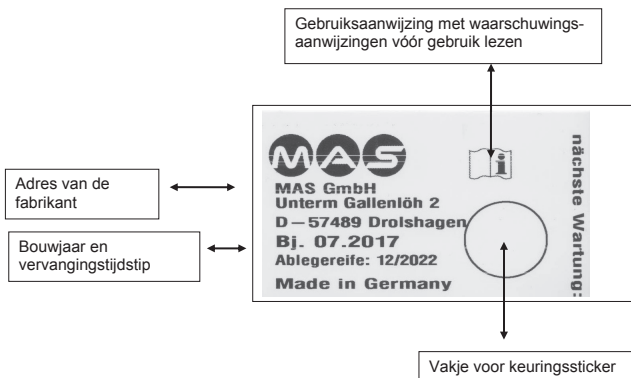 Gebruiksaanwijzing met waarschuwings-
aanwijzingen vóór gebruik lezen
MAS
nächste Wartung:
Adres van de
fabrikant
MAS GmbH
Unterm Gallenlöh 2
D – 57489 Drolshagen
Bouwjaar en
vervangingstijdstip
Bj. 07.2017
Ablegereife: 12/2022
Made in Germany
Vakje voor keuringssticker